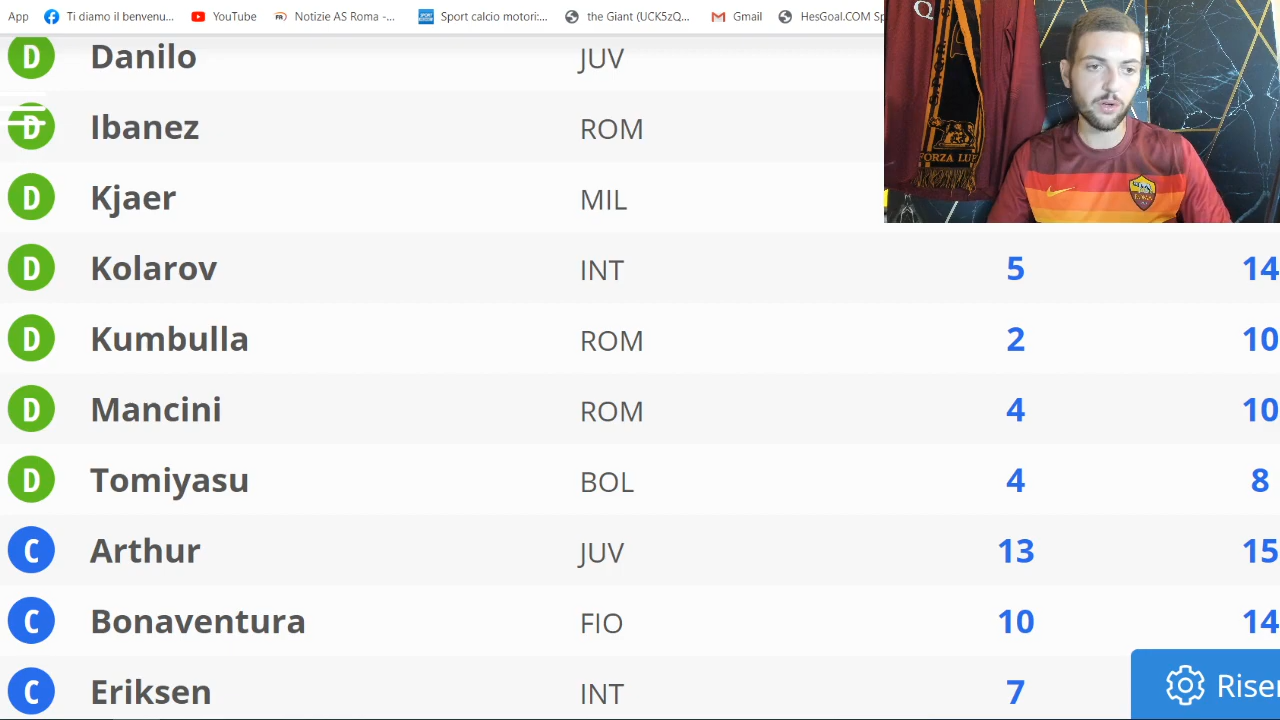 App Ti diamo il benvenu... YouTube Notizie AS Roma -... Sport calcio motori:... the Giant (UCK5zQ... Gmail HesGoal.COM Sp
D Danilo JUV
D Ibanez ROM
D Kjaer MIL
FORZA LUP
D Kolarov INT 5 14
D Kumbulla ROM 2 10
D Mancini ROM 4 10
D Tomiyasu BOL 4 8
C Arthur JUV 13 15
C Bonaventura FIO 10 14
C Eriksen INT 7
Riser